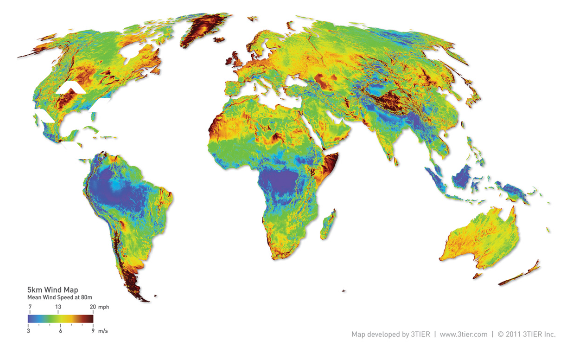 5km Wind Map
Mean Wind Speed at 80m
7 13 20 mph
3 6 9 m/s
Map developed by 3TIER | www.3tier.com | © 2011 3TIER Inc.